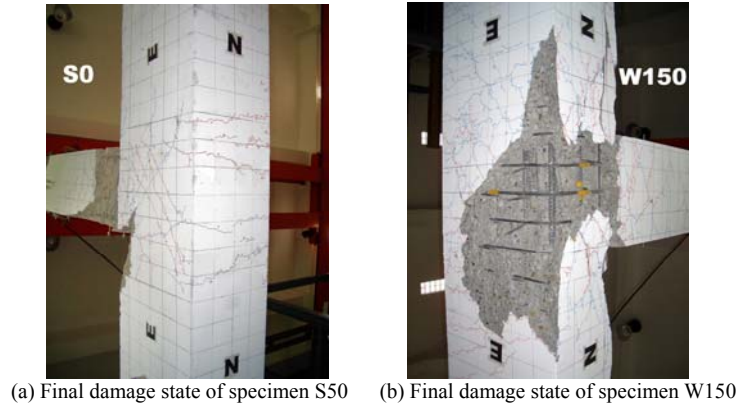 S0
E
N
E
N
E
N
W150
E
N
(a) Final damage state of specimen S50
(b) Final damage state of specimen W150